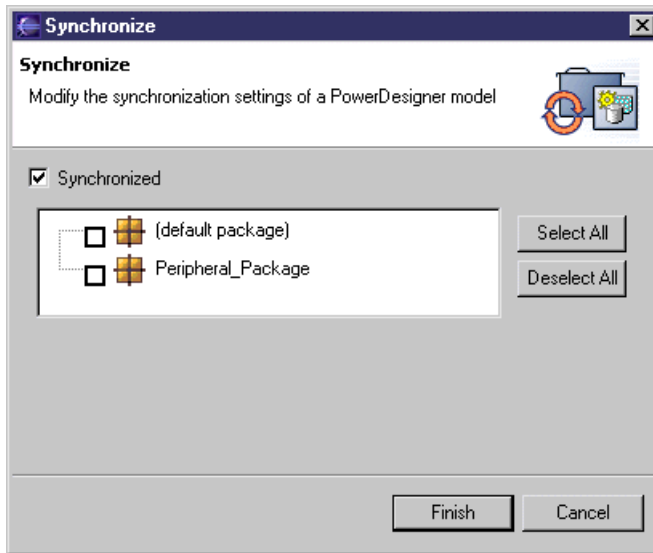 Synchronize
Synchronize
Modify the synchronization settings of a PowerDesigner model
Synchronized
(default package)
Peripheral_Package
Select All
Deselect All
Finish
Cancel